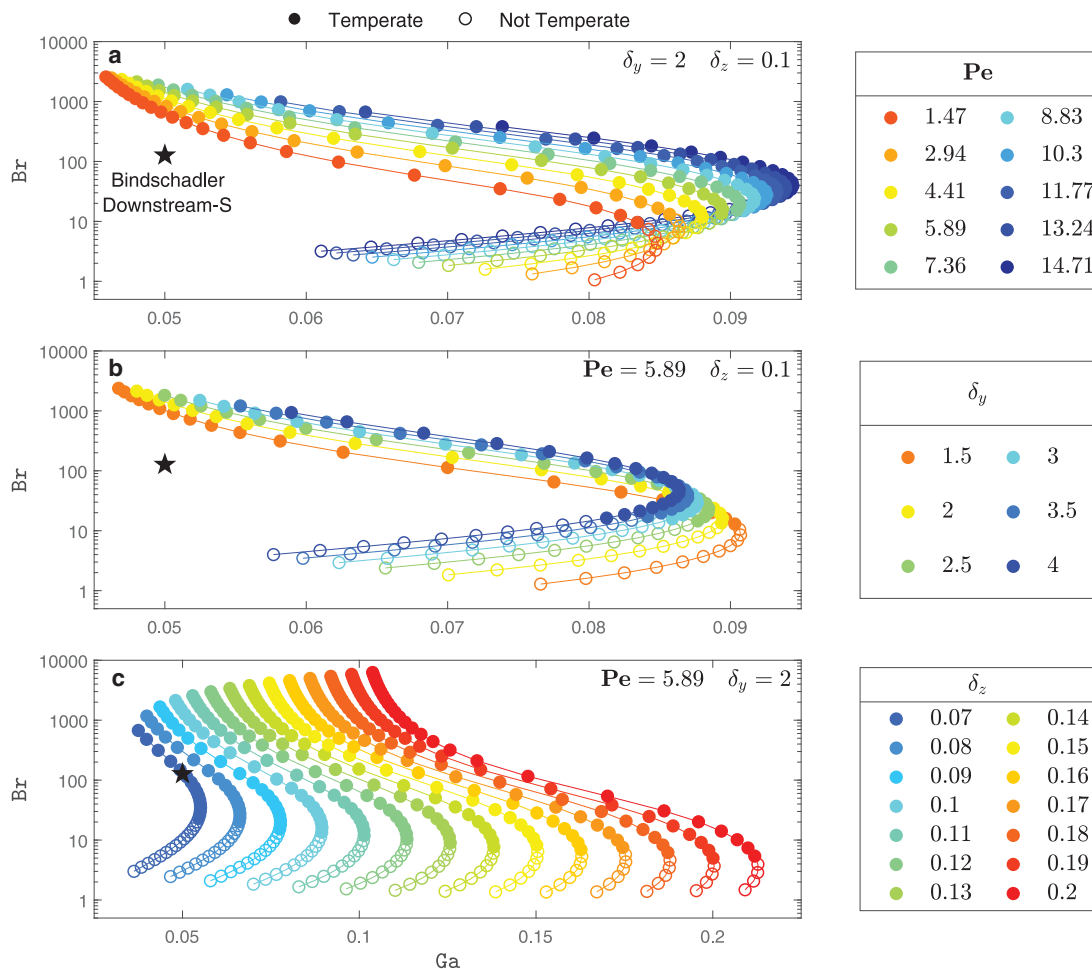 ● Temperate ○ Not Temperate
a
δy = 2 δz = 0.1
10000
1000
100
10
1
Br
Bindschadler
Downstream-S
0.05 0.06 0.07 0.08 0.09
Pe
1.47 8.83
2.94 10.3
4.41 11.77
5.89 13.24
7.36 14.71
b
Pe = 5.89 δz = 0.1
10000
1000
100
10
1
Br
0.05 0.06 0.07 0.08 0.09
δy
1.5 3
2 3.5
2.5 4
c
Pe = 5.89 δy = 2
10000
1000
100
10
1
Br
0.05 0.1 0.15 0.2
Ga
δz
0.07 0.14
0.08 0.15
0.09 0.16
0.1 0.17
0.11 0.18
0.12 0.19
0.13 0.2